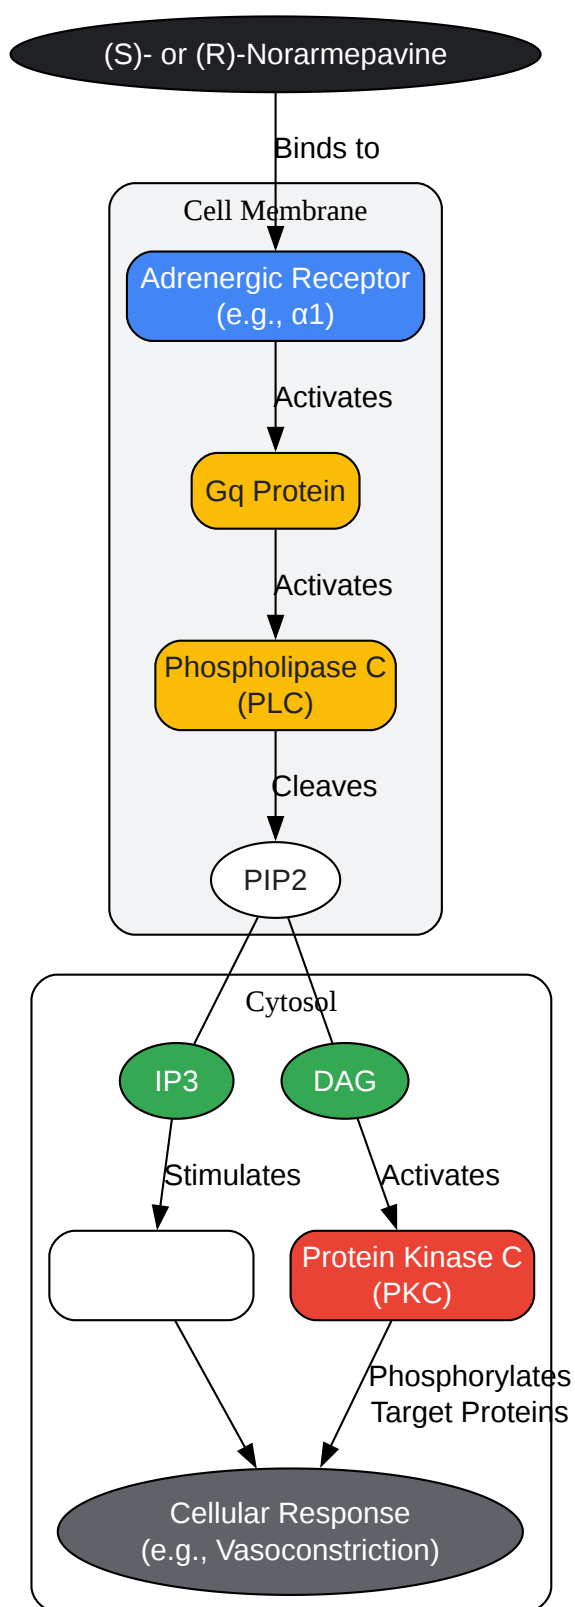 (S)- or (R)-Norarmepavine
Binds to
Cell Membrane
Adrenergic Receptor
(e.g., α1)
Activates
Gq Protein
Activates
Phospholipase C
(PLC)
Cleaves
PIP2
Cytosol
IP3
DAG
Stimulates
Activates
Protein Kinase C
(PKC)
Phosphorylates
Target Proteins
Cellular Response
(e.g., Vasoconstriction)